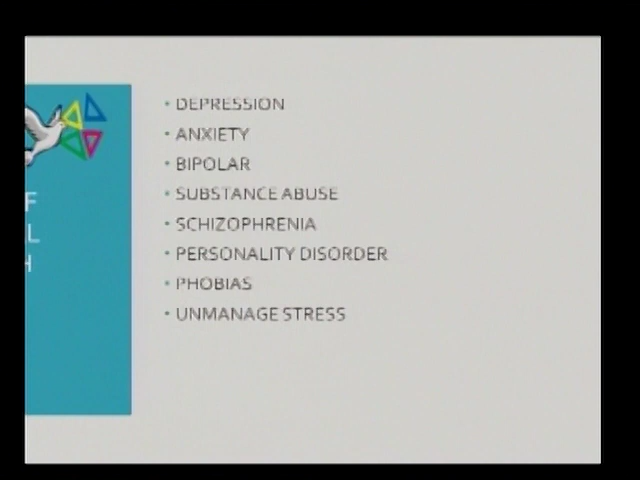 F
L
H
• DEPRESSION
• ANXIETY
• BIPOLAR
• SUBSTANCE ABUSE
• SCHIZOPHRENIA
• PERSONALITY DISORDER
• PHOBIAS
• UNMANAGE STRESS